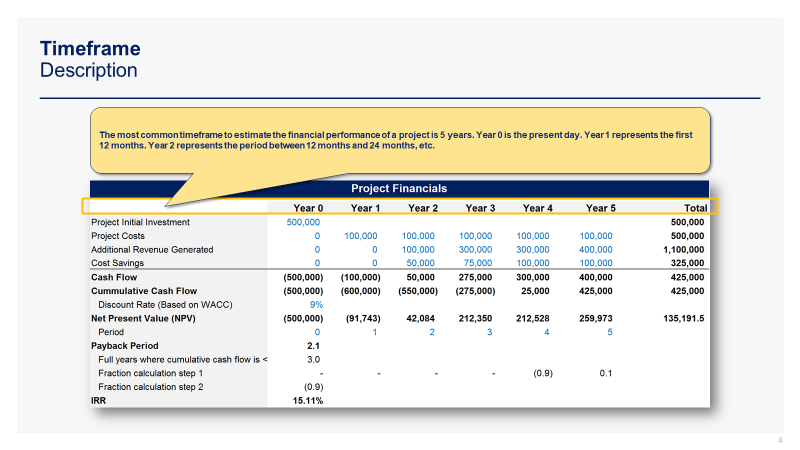 Timeframe
Description
The most common timeframe to estimate the financial performance of a project is 5 years. Year 0 is the present day. Year 1 represents the first
12 months. Year 2 represents the period between 12 months and 24 months, etc.
Project Financials
Year 0 Year 1 Year 2 Year 3 Year 4 Year 5 Total
Project Initial Investment 500,000 500,000
Project Costs 0 100,000 100,000 100,000 100,000 100,000 500,000
Additional Revenue Generated 0 0 100,000 300,000 300,000 400,000 1,100,000
Cost Savings 0 0 50,000 75,000 100,000 100,000 325,000
Cash Flow (500,000) (100,000) 50,000 275,000 300,000 400,000 425,000
Cummulative Cash Flow (500,000) (600,000) (550,000) (275,000) 25,000 425,000 425,000
Discount Rate (Based on WACC) 9%
Net Present Value (NPV) (500,000) (91,743) 42,084 212,350 212,528 259,973 135,191.5
Period 0 1 2 3 4 5
Payback Period 2.1
Full years where cumulative cash flow is < 3.0
Fraction calculation step 1 - - - - (0.9) 0.1
Fraction calculation step 2 (0.9)
IRR 15.11%
4